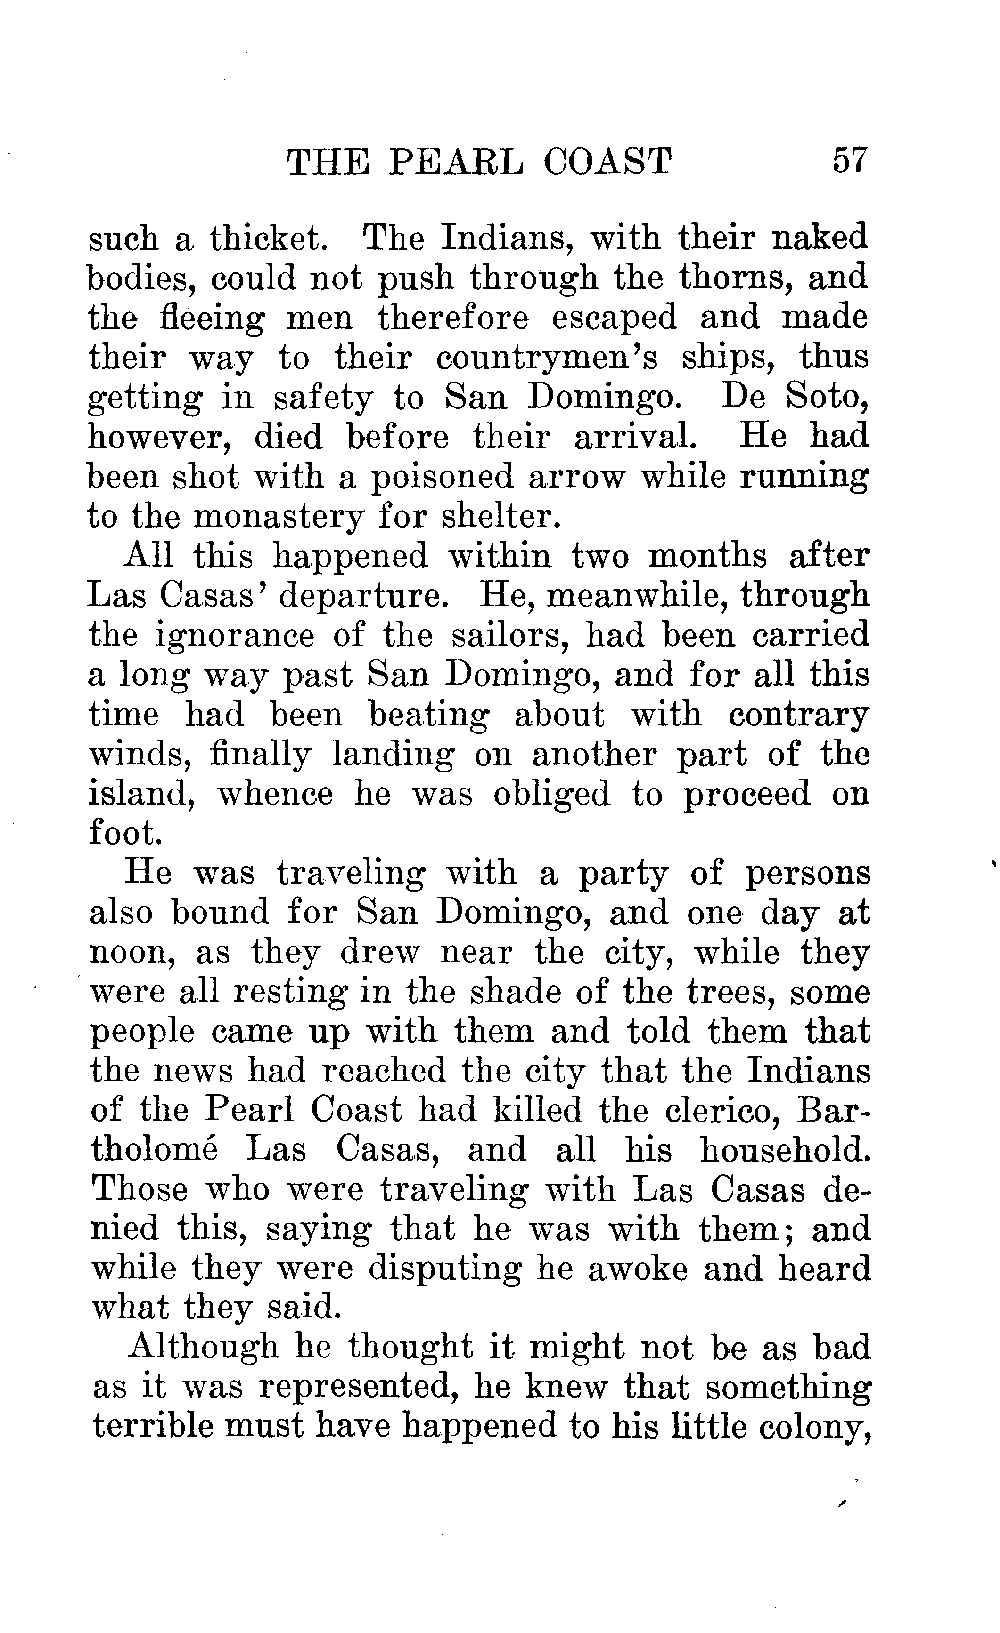 THE PEARL COAST 57
such a thicket. The Indians, with their naked
bodies, could not push through the thorns, and
the fleeing men therefore escaped and made
their way to their countrymen's ships, thus
getting in safety to San Domingo. De Soto,
however, died before their arrival. He had
been shot with a poisoned arrow while running
to the monastery for shelter.
All this happened within two months after
Las Casas' departure. He, meanwhile, through
the ignorance of the sailors, had been carried
a long way past San Domingo, and for all this
time had been beating about with contrary
winds, finally landing on another part of the
island, whence he was obliged to proceed on
foot.
He was traveling with a party of persons
also bound for San Domingo, and one day at
noon, as they drew near the city, while they
were all resting in the shade of the trees, some
people came up with them and told them that
the news had reached the city that the Indians
of the Pearl Coast had killed the clerico, Bar-
tholomé Las Casas, and all his household.
Those who were traveling with Las Casas de-
nied this, saying that he was with them; and
while they were disputing he awoke and heard
what they said.
Although he thought it might not be as bad
as it was represented, he knew that something
terrible must have happened to his little colony,